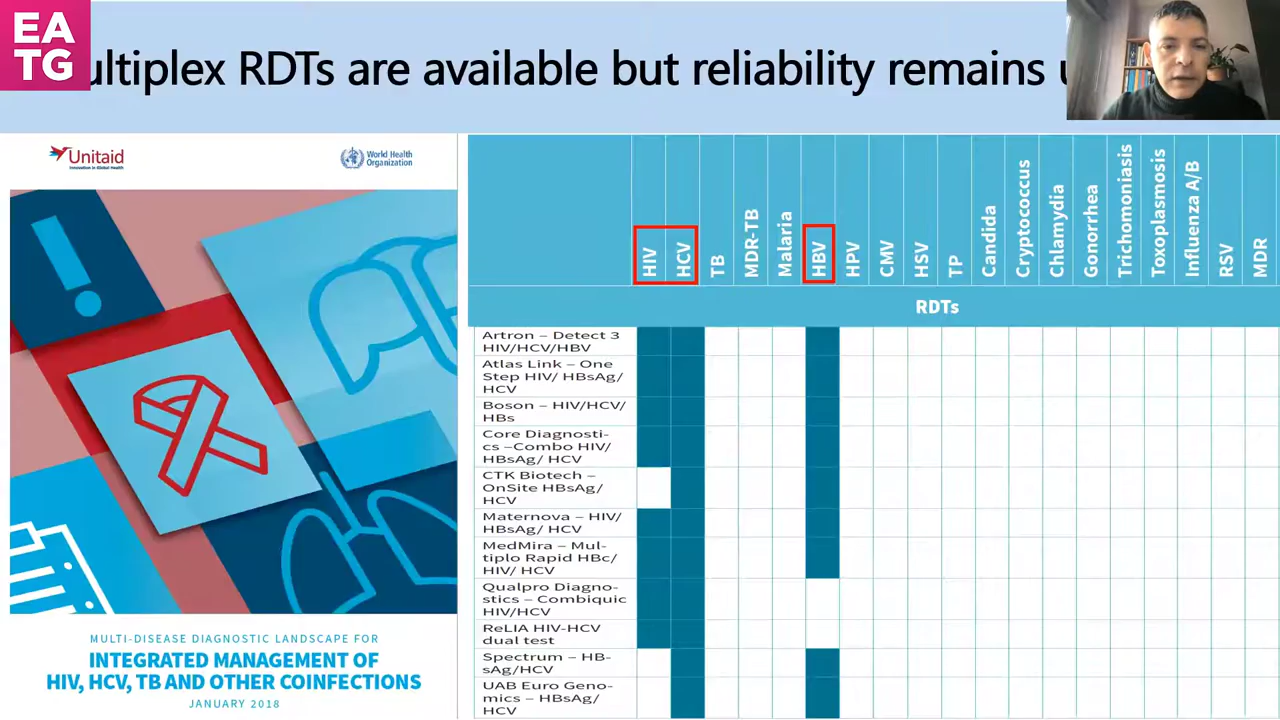 EA
TG
ultiplex RDTs are available but reliability remains
Unitaid
Innovation in Global Health
World Health
Organization
MULTI-DISEASE DIAGNOSTIC LANDSCAPE FOR
INTEGRATED MANAGEMENT OF
HIV, HCV, TB AND OTHER COINFECTIONS
JANUARY 2018
HIV
HCV
TB
MDR-TB
Malaria
HBV
HPV
CMV
HSV
TP
Candida
Cryptococcus
Chlamydia
Gonorrhea
Trichomoniasis
Toxoplasmosis
Influenza A/B
RSV
MDR
RDTs
Artron – Detect 3
HIV/HCV/HBV
Atlas Link – One
Step HIV/ HBsAg/
HCV
Boson – HIV/HCV/
HBs
Core Diagnosti-
cs –Combo HIV/
HBsAg/ HCV
CTK Biotech –
OnSite HBsAg/
HCV
Maternova – HIV/
HBsAg/ HCV
MedMira – Mul-
tiplo Rapid HBc/
HIV/ HCV
Qualpro Diagno-
stics – Combiquic
HIV/HCV
ReLIA HIV-HCV
dual test
Spectrum – HB-
sAg/HCV
UAB Euro Geno-
mics – HBsAg/
HCV